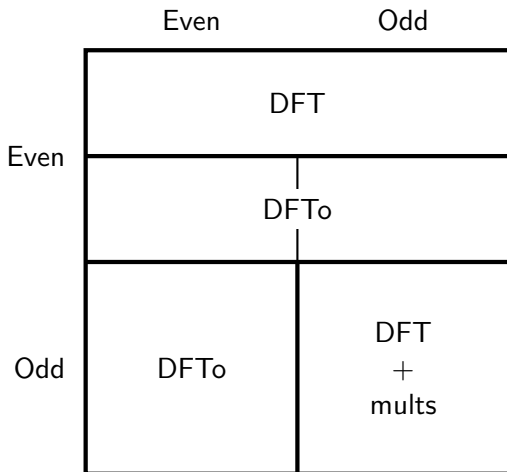 Even Odd
DFT
Even
DFTo
Odd
DFTo
DFT
+
mults